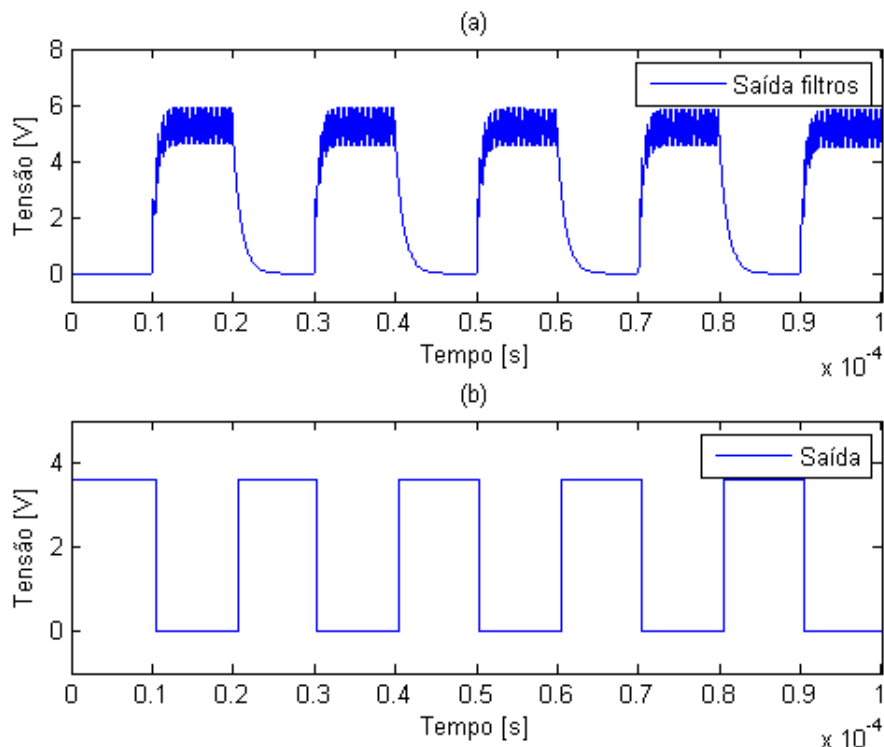 (a)
Tensão [V]
8
6
4
2
0
Saída filtros
0 0.1 0.2 0.3 0.4 0.5 0.6 0.7 0.8 0.9 1
Tempo [s]
x 10-4
(b)
Tensão [V]
4
2
0
Saída
0 0.1 0.2 0.3 0.4 0.5 0.6 0.7 0.8 0.9 1
Tempo [s]
x 10-4